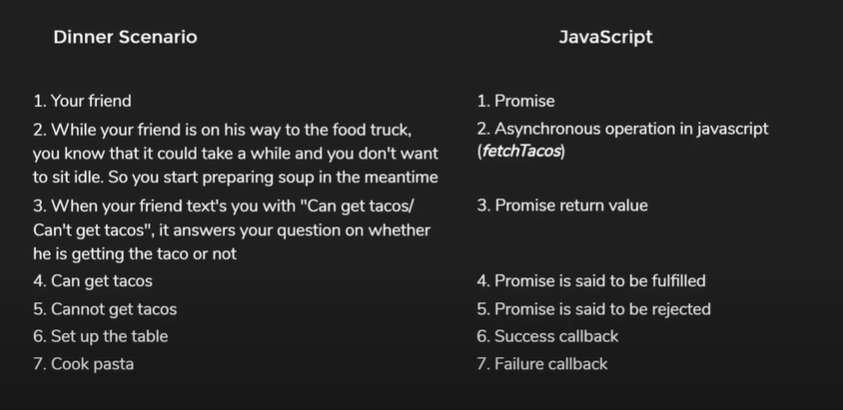 Dinner Scenario
JavaScript
1. Your friend
2. While your friend is on his way to the food truck,
you know that it could take a while and you don't want
to sit idle. So you start preparing soup in the meantime
3. When your friend text's you with "Can get tacos/
Can't get tacos", it answers your question on whether
he is getting the taco or not
4. Can get tacos
5. Cannot get tacos
6. Set up the table
7. Cook pasta
1. Promise
2. Asynchronous operation in javascript
(fetchTacos)
3. Promise return value
4. Promise is said to be fulfilled
5. Promise is said to be rejected
6. Success callback
7. Failure callback